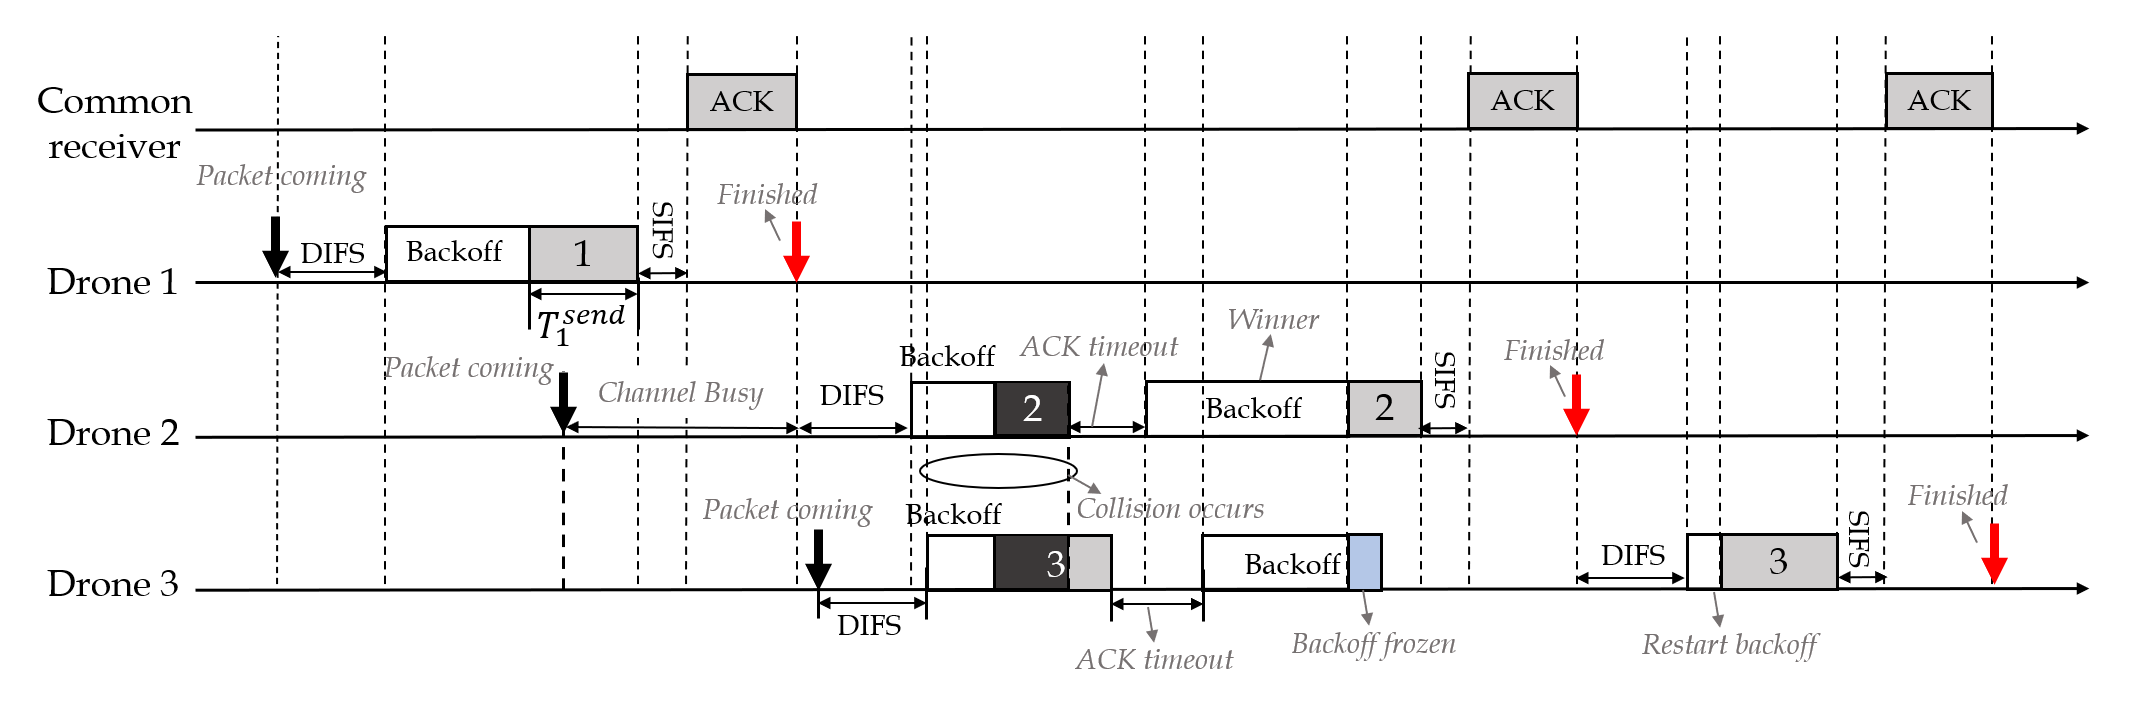 Common
receiver
ACK
ACK
ACK
Packet coming
Finished
Drone 1
DIFS
Backoff
1
SIFS
T_1^{send}
Drone 2
Packet coming
Channel Busy
DIFS
Backoff
2
ACK timeout
Winner
Backoff
2
SIFS
Finished
Collision occurs
Drone 3
Packet coming
DIFS
Backoff
3
ACK timeout
Backoff
Backoff frozen
DIFS
Restart backoff
3
SIFS
Finished